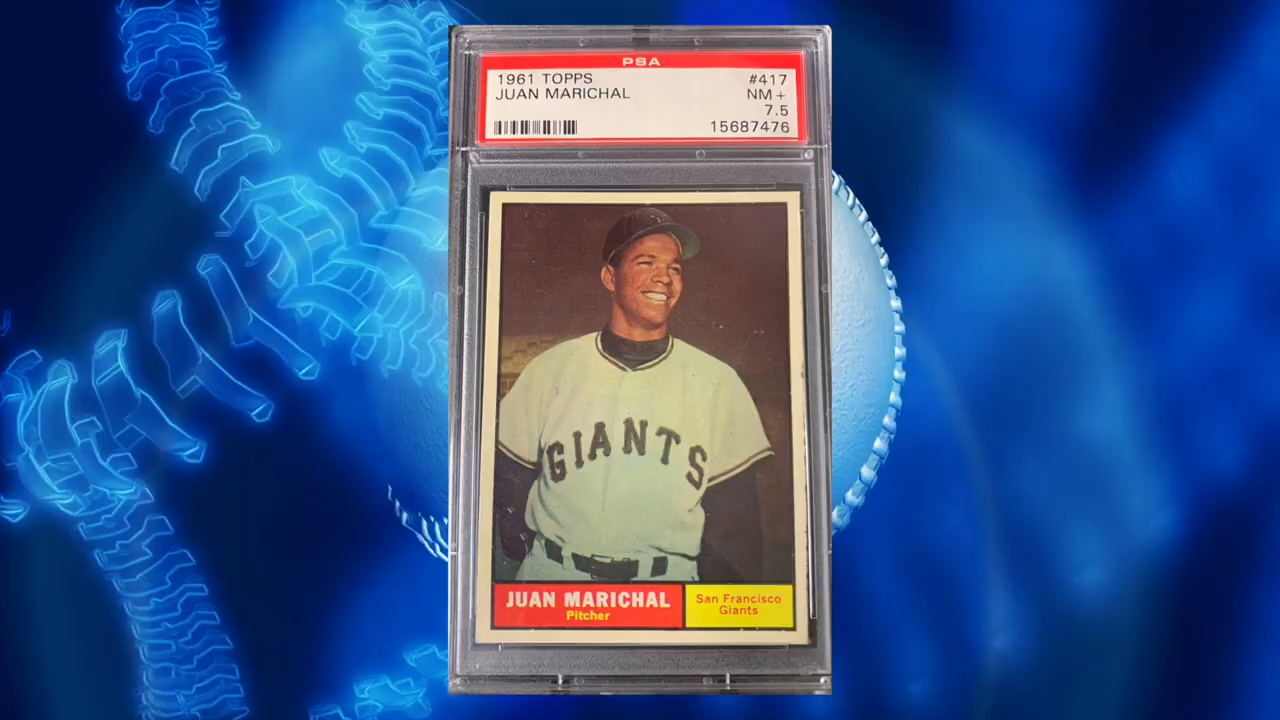 PSA
1961 TOPPS #417
JUAN MARICHAL NM+
7.5
15687476
GIANTS
JUAN MARICHAL
Pitcher
San Francisco
Giants